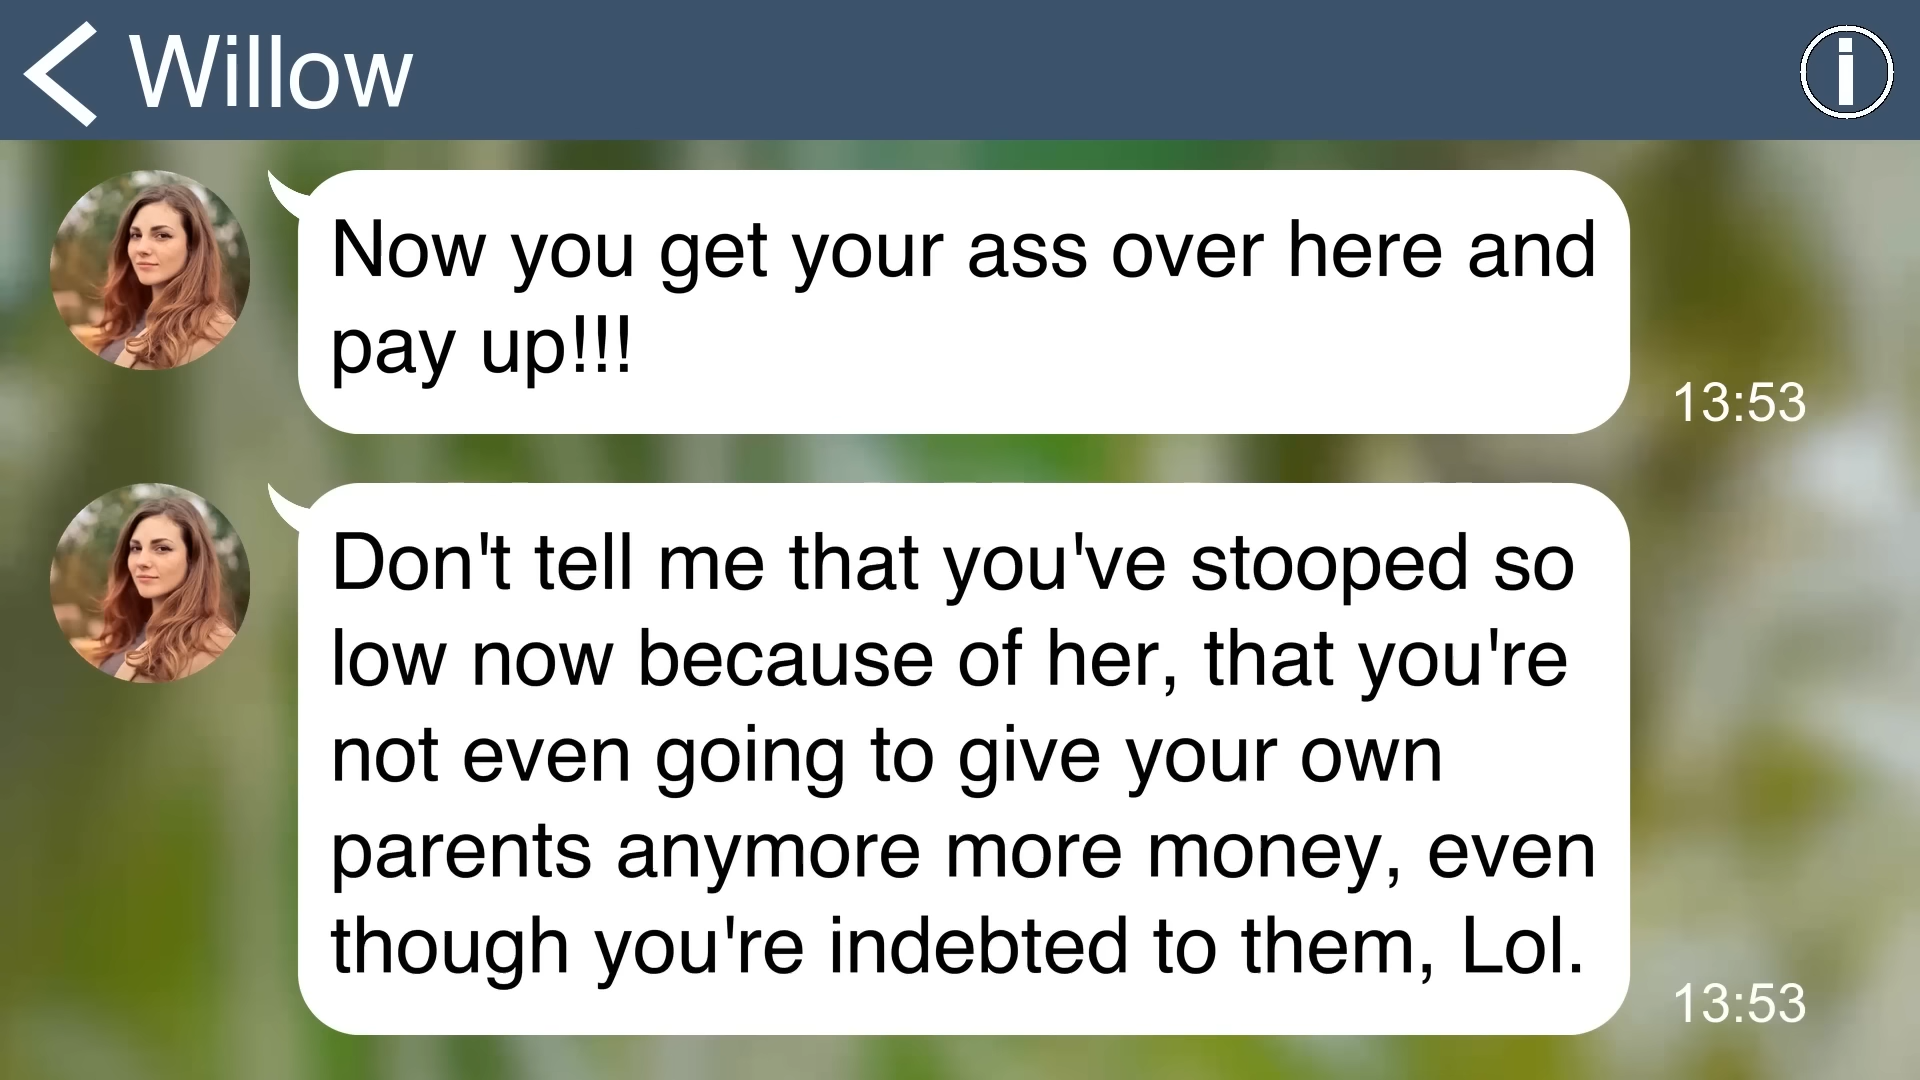 Willow
Now you get your ass over here and
pay up!!!
13:53
Don't tell me that you've stooped so
low now because of her, that you're
not even going to give your own
parents anymore more money, even
though you're indebted to them, Lol.
13:53